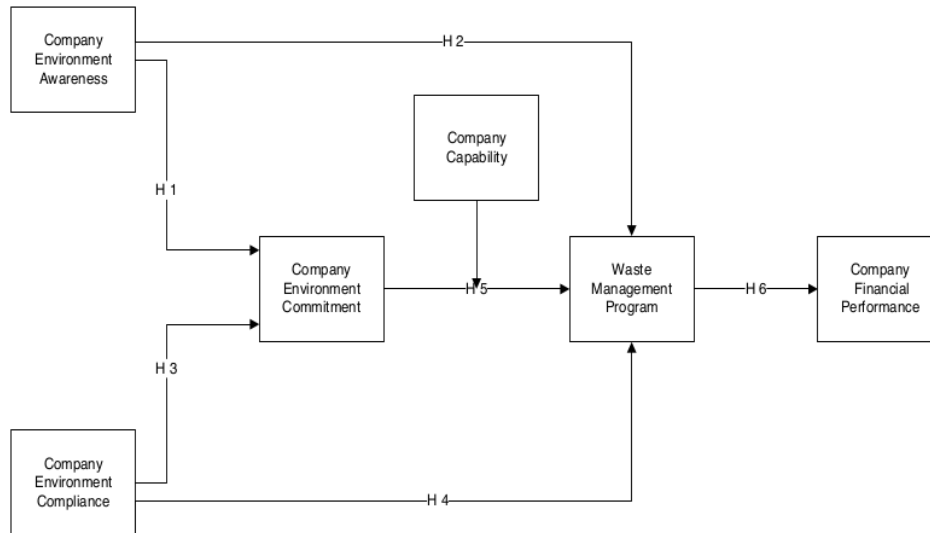 Company
Environment
Awareness
H 2
Company
Capability
H 1
Company
Environment
Commitment
H 5
Waste
Management
Program
H 6
Company
Financial
Performance
H 3
Company
Environment
Compliance
H 4